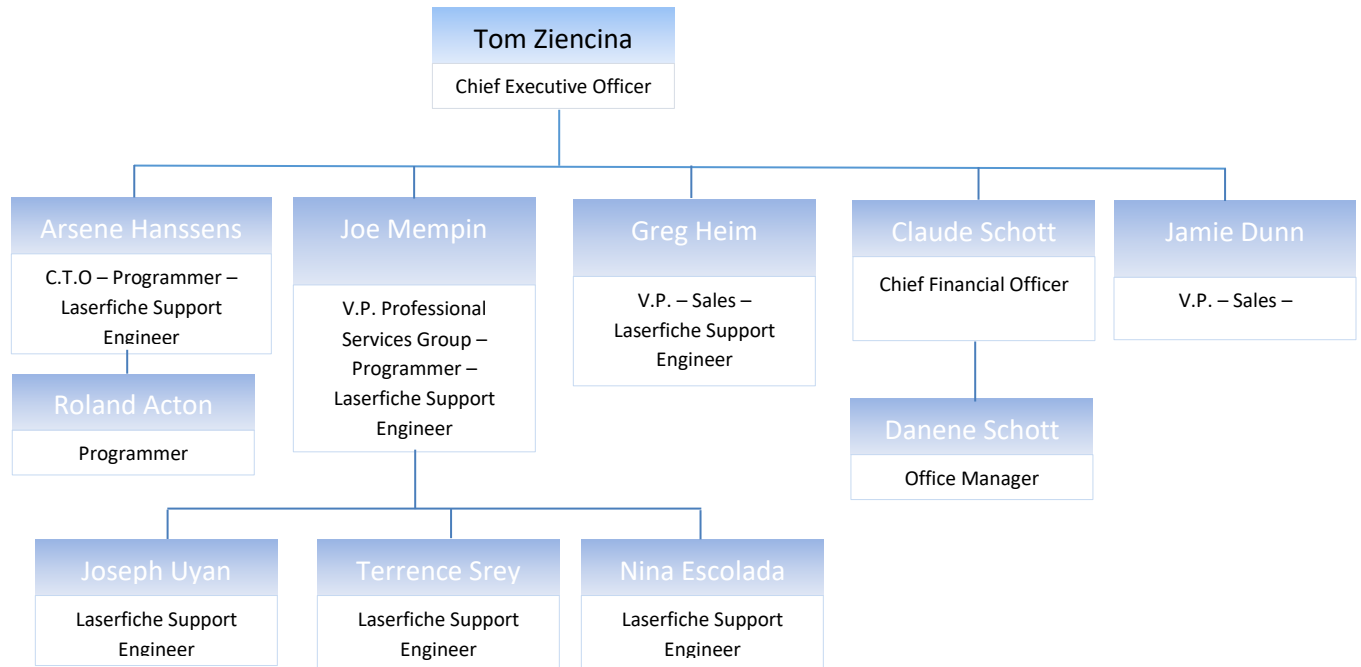 Tom Ziencina
Chief Executive Officer
Arsene Hanssens
C.T.O – Programmer –
Laserfiche Support
Engineer
Joe Mempin
V.P. Professional
Services Group –
Programmer –
Laserfiche Support
Engineer
Greg Heim
V.P. – Sales –
Laserfiche Support
Engineer
Claude Schott
Chief Financial Officer
Jamie Dunn
V.P. – Sales –
Roland Acton
Programmer
Danene Schott
Office Manager
Joseph Uyan
Laserfiche Support
Engineer
Terrence Srey
Laserfiche Support
Engineer
Nina Escolada
Laserfiche Support
Engineer